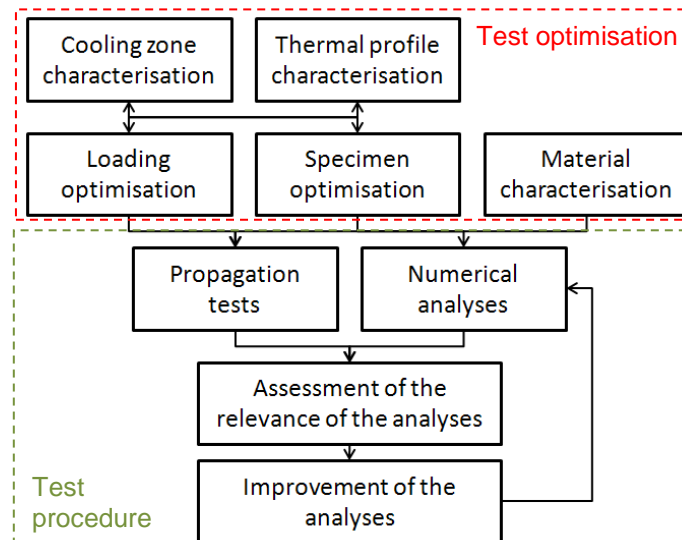 Cooling zone
characterisation
Thermal profile
characterisation
Test optimisation
Loading
optimisation
Specimen
optimisation
Material
characterisation
Propagation
tests
Numerical
analyses
Assessment of the
relevance of the analyses
Improvement of the
analyses
Test
procedure